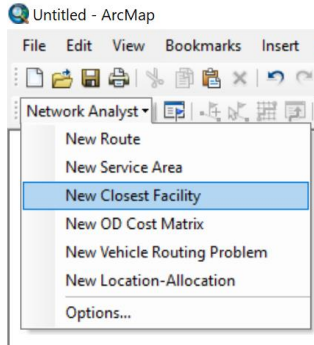 Untitled - ArcMap
File Edit View Bookmarks Insert
Network Analyst
New Route
New Service Area
New Closest Facility
New OD Cost Matrix
New Vehicle Routing Problem
New Location-Allocation
Options...